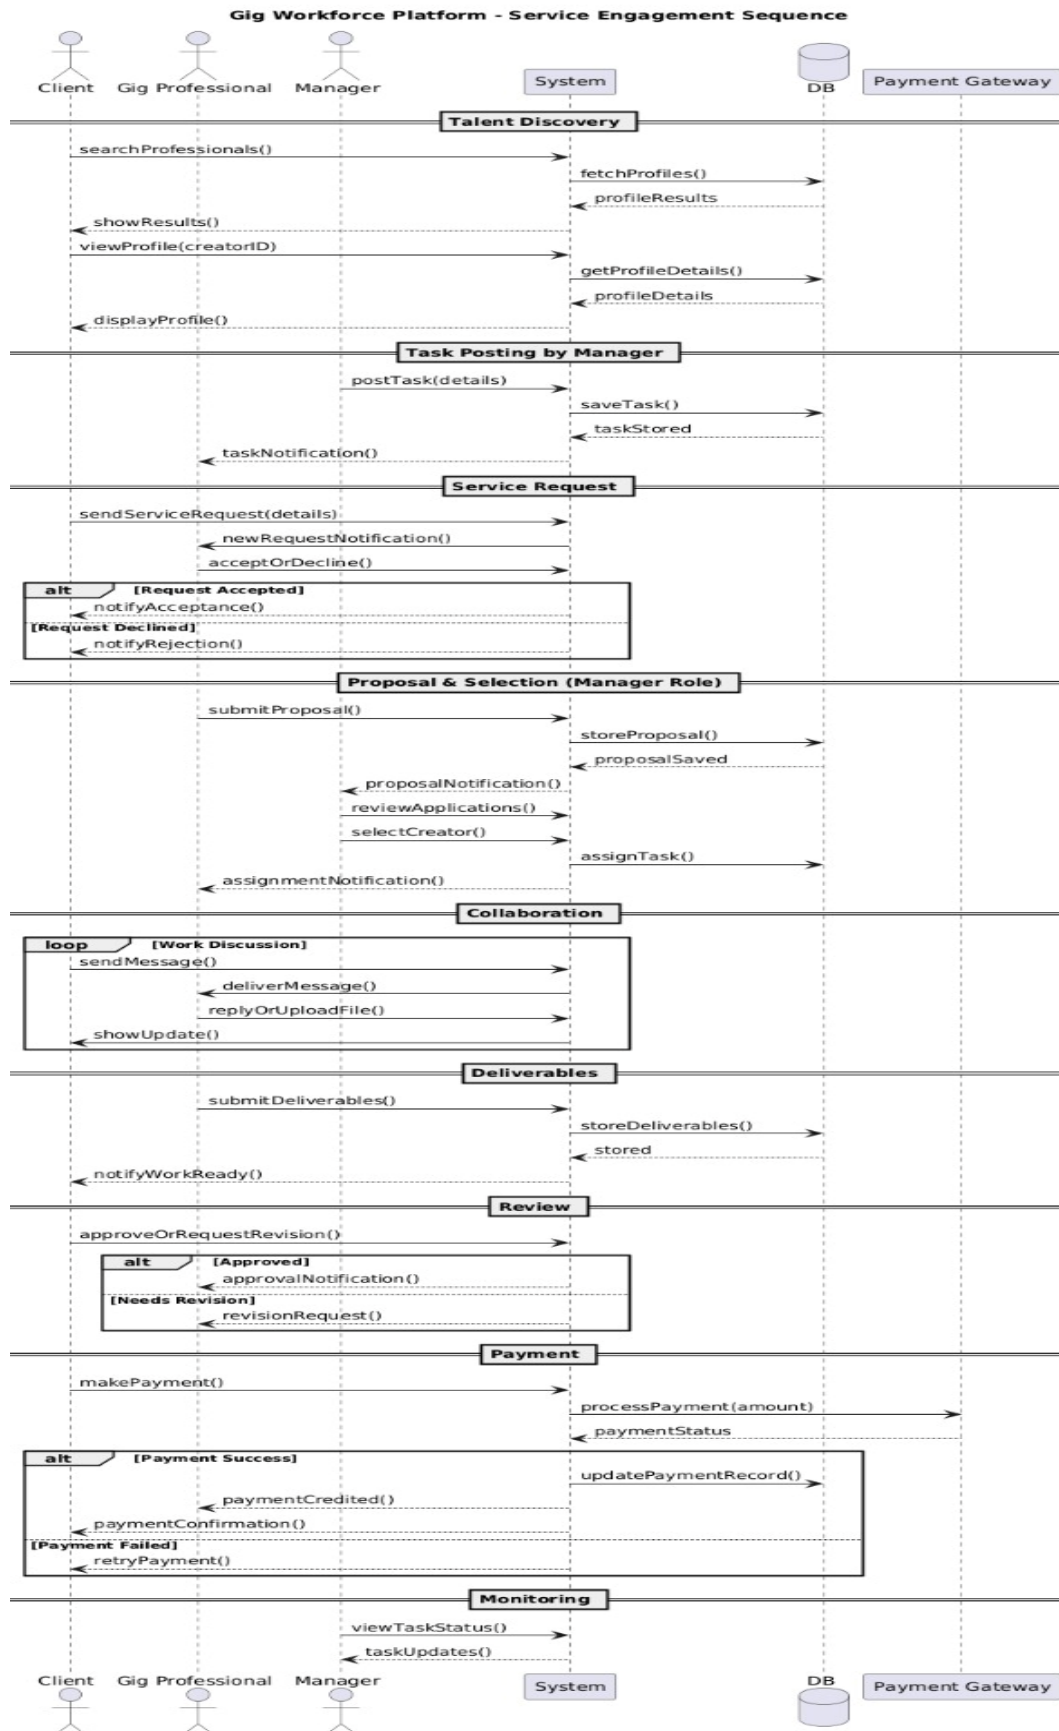 Gig Workforce Platform - Service Engagement Sequence
Client Gig Professional Manager System DB Payment Gateway
Talent Discovery
searchProfessionals()
fetchProfiles()
profileResults
showResults()
viewProfile(creatorID)
getProfileDetails()
profileDetails
displayProfile()
Task Posting by Manager
postTask(details)
saveTask()
taskStored
taskNotification()
Service Request
sendServiceRequest(details)
newRequestNotification()
acceptOrDecline()
alt [Request Accepted]
notifyAcceptance()
[Request Declined]
notifyRejection()
Proposal & Selection (Manager Role)
submitProposal()
storeProposal()
proposalSaved
proposalNotification()
reviewApplications()
selectCreator()
assignTask()
assignmentNotification()
Collaboration
loop [Work Discussion]
sendMessage()
deliverMessage()
replyOrUploadFile()
showUpdate()
Deliverables
submitDeliverables()
storeDeliverables()
stored
notifyWorkReady()
Review
approveOrRequestRevision()
alt [Approved]
approvalNotification()
[Needs Revision]
revisionRequest()
Payment
makePayment()
processPayment(amount)
paymentStatus
alt [Payment Success]
updatePaymentRecord()
paymentCredited()
paymentConfirmation()
[Payment Failed]
retryPayment()
Monitoring
viewTaskStatus()
taskUpdates()
Client Gig Professional Manager System DB Payment Gateway